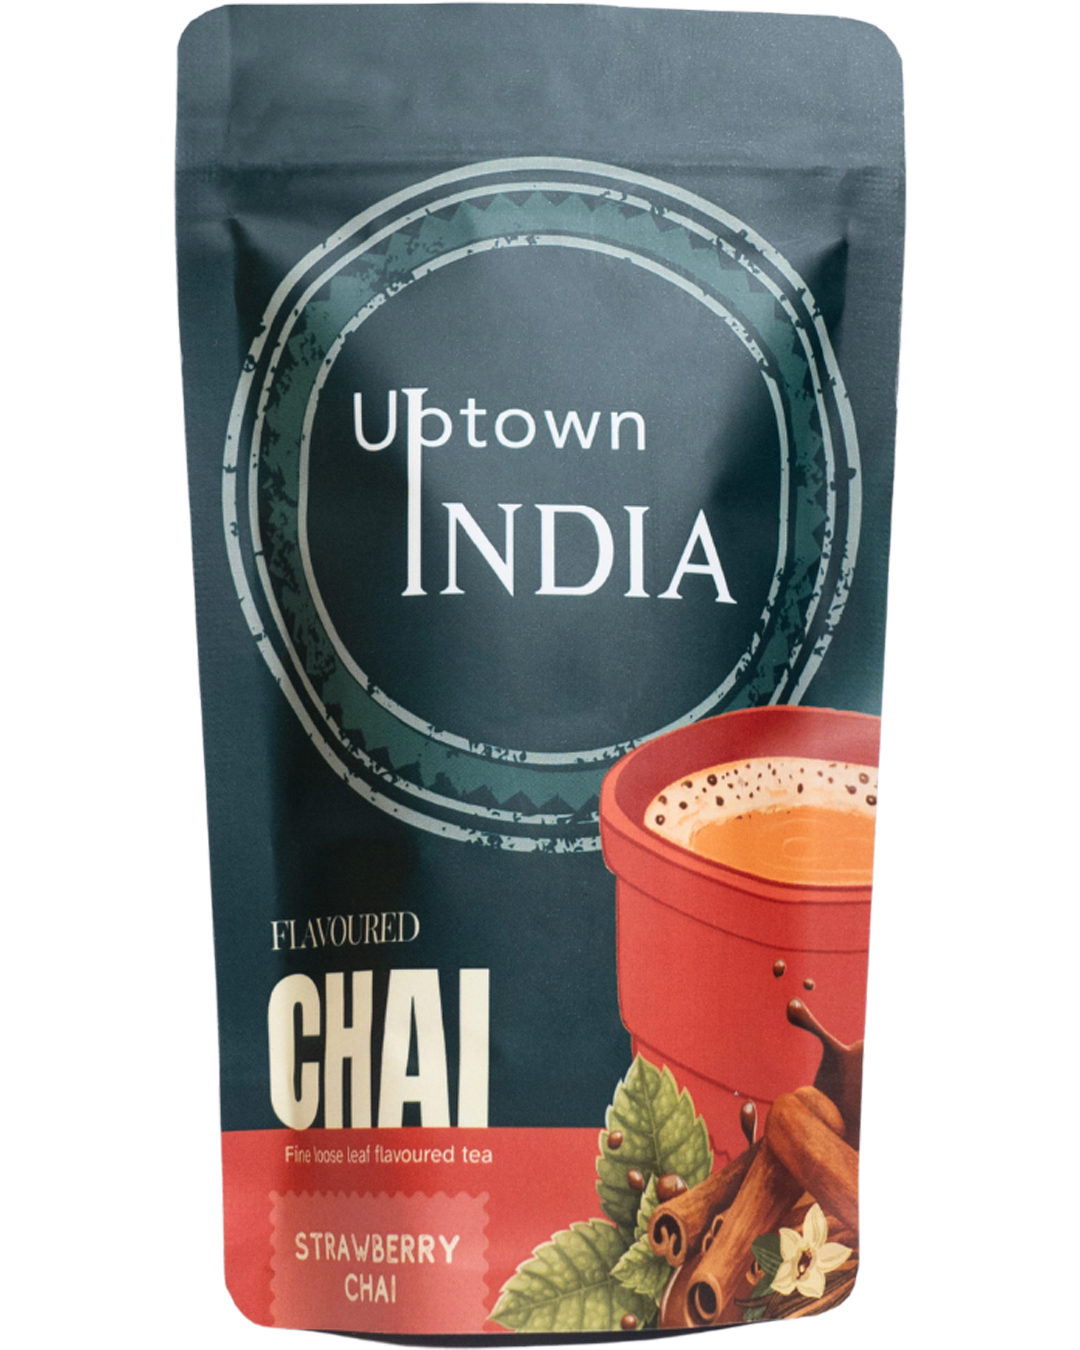 Uptown
INDIA
FLAVOURED
CHAI
Fine loose leaf flavoured tea
STRAWBERRY
CHAI